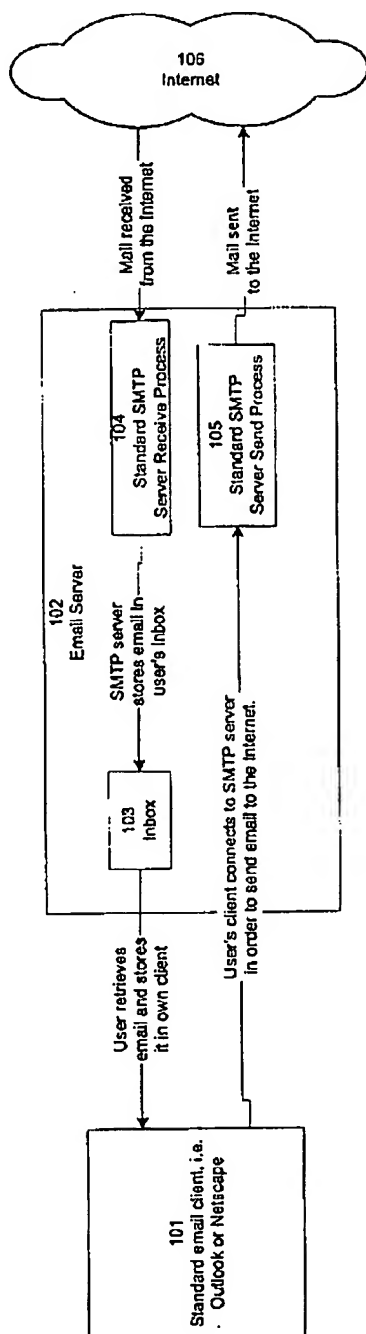 106
Internet
Mail received
from the Internet
Mail sent
to the Internet
102
Email Server
104
Standard SMTP
Server Receive Process
105
Standard SMTP
Server Send Process
SMTP server
stores email in
user's Inbox
103
Inbox
User's client connects to SMTP server
in order to send email to the Internet.
User retrieves
email and stores
it in own client
101
Standard email client, i.e.
Outlook or Netscape